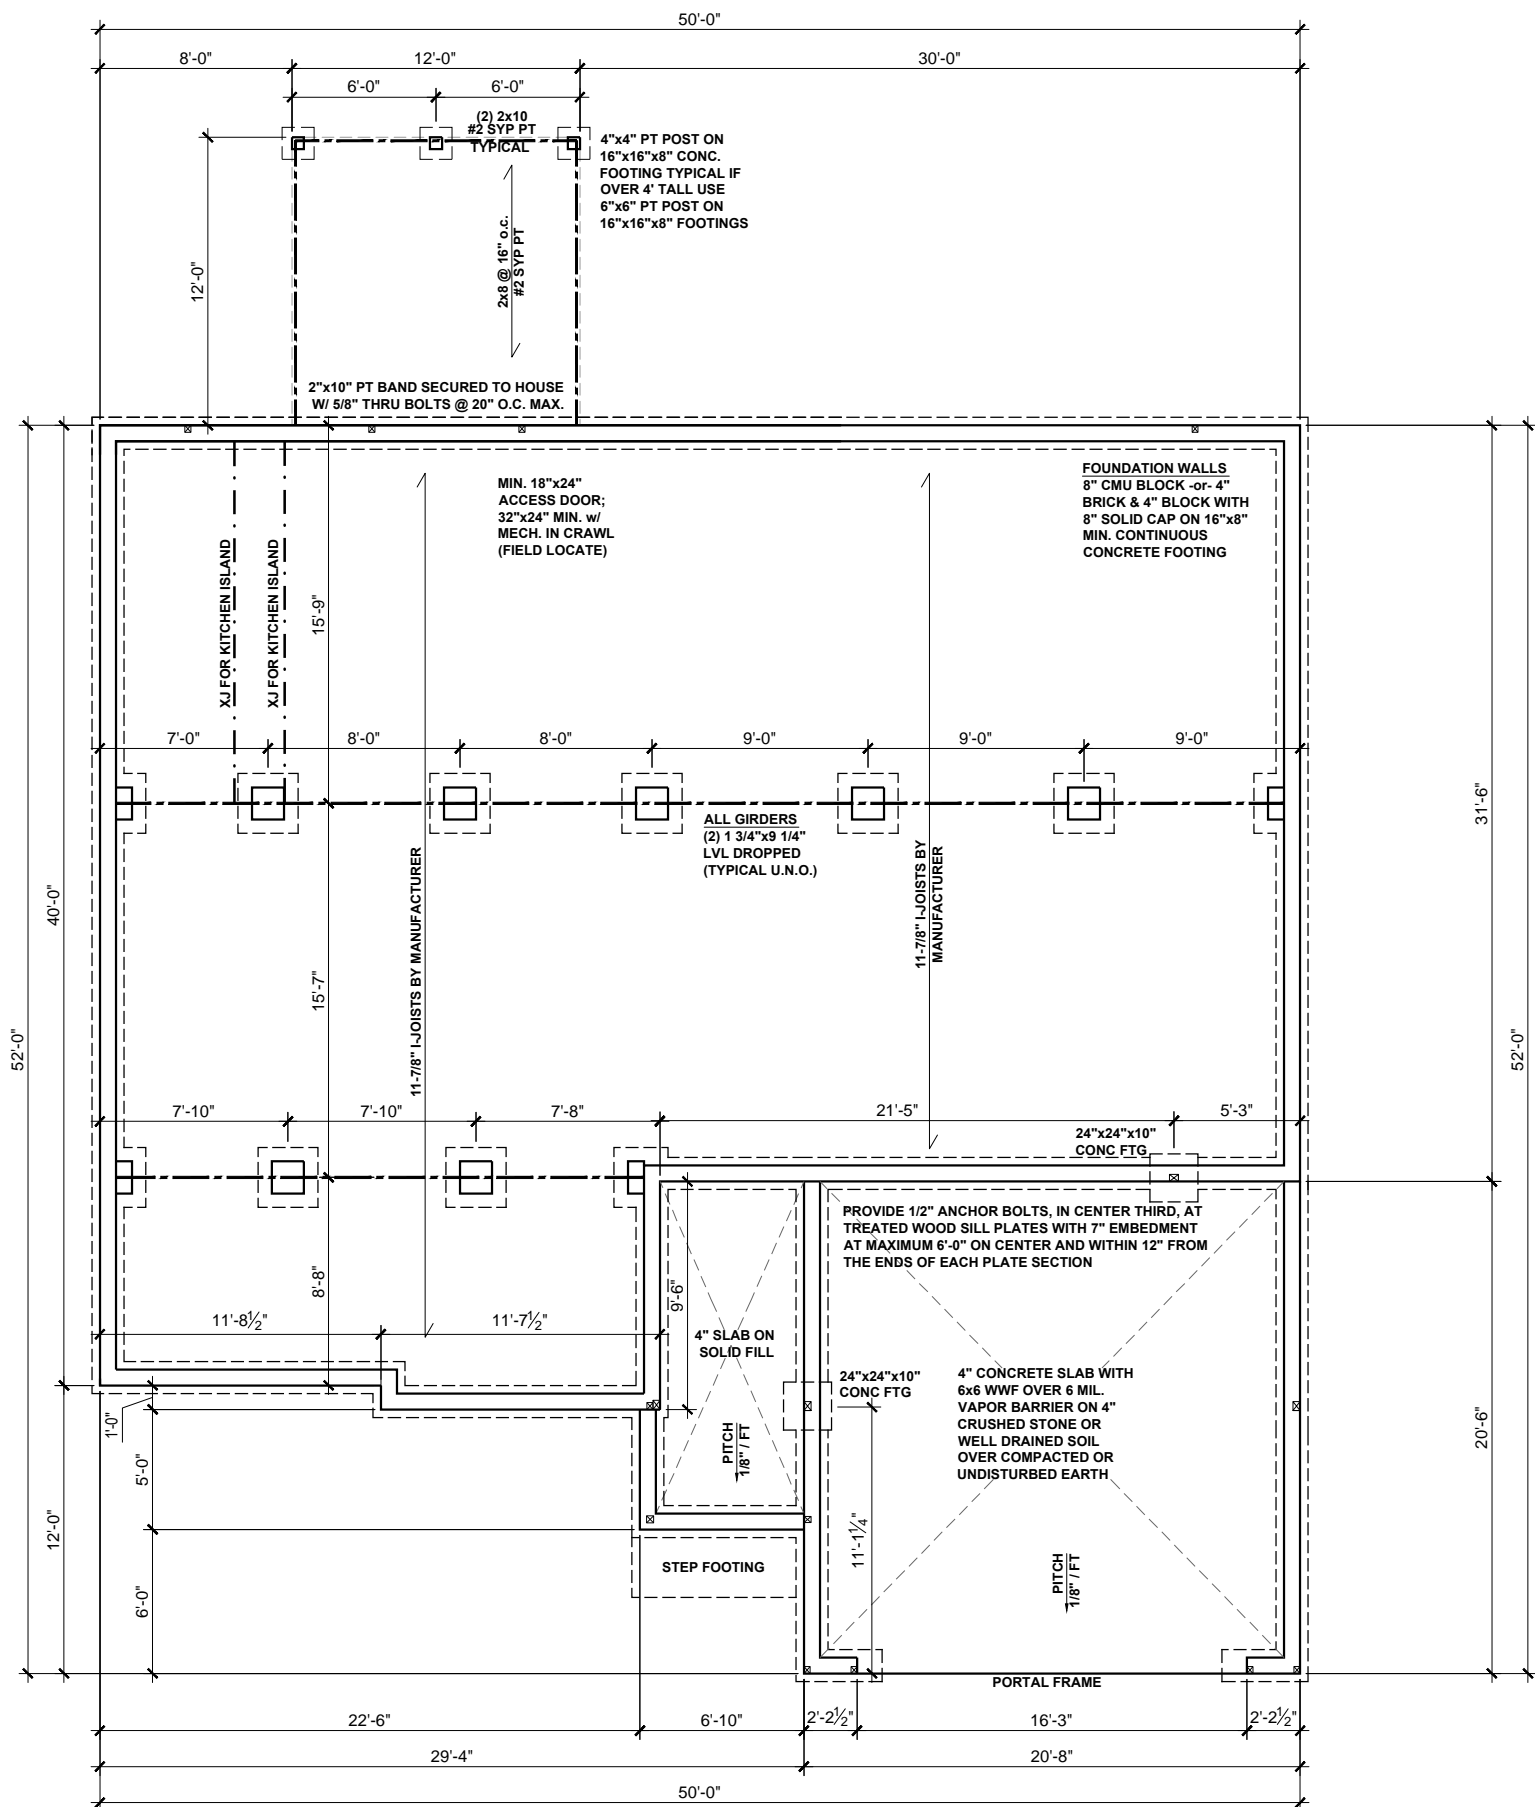 50'-0"
8'-0"
12'-0"
30'-0"
6'-0"
6'-0"
(2) 2x10
#2 SYP PT
TYPICAL
4"x4" PT POST ON
16"x16"x8" CONC.
FOOTING TYPICAL IF
OVER 4' TALL USE
6"x6" PT POST ON
16"x16"x8" FOOTINGS
12'-0"
2x8 @ 16" o.c.
#2 SYP PT
2"x10" PT BAND SECURED TO HOUSE
W/ 5/8" THRU BOLTS @ 20" O.C. MAX.
MIN. 18"x24"
ACCESS DOOR;
32"x24" MIN. w/
MECH. IN CRAWL
(FIELD LOCATE)
FOUNDATION WALLS
8" CMU BLOCK -or- 4"
BRICK & 4" BLOCK WITH
8" SOLID CAP ON 16"x8"
MIN. CONTINUOUS
CONCRETE FOOTING
XJ FOR KITCHEN ISLAND
XJ FOR KITCHEN ISLAND
15'-9"
7'-0"
8'-0"
8'-0"
9'-0"
9'-0"
9'-0"
31'-6"
ALL GIRDERS
(2) 1 3/4"x9 1/4"
LVL DROPPED
(TYPICAL U.N.O.)
11-7/8" I-JOISTS BY MANUFACTURER
11-7/8" I-JOISTS BY
MANUFACTURER
40'-0"
15'-7"
52'-0"
52'-0"
7'-10"
7'-10"
7'-8"
21'-5"
5'-3"
24"x24"x10"
CONC FTG
PROVIDE 1/2" ANCHOR BOLTS, IN CENTER THIRD, AT
TREATED WOOD SILL PLATES WITH 7" EMBEDMENT
AT MAXIMUM 6'-0" ON CENTER AND WITHIN 12" FROM
THE ENDS OF EACH PLATE SECTION
8'-8"
9'-6"
11'-8½"
11'-7½"
4" SLAB ON
SOLID FILL
24"x24"x10"
CONC FTG
4" CONCRETE SLAB WITH
6x6 WWF OVER 6 MIL.
VAPOR BARRIER ON 4"
CRUSHED STONE OR
WELL DRAINED SOIL
OVER COMPACTED OR
UNDISTURBED EARTH
1'-0"
5'-0"
PITCH
1/8" / FT
20'-6"
12'-0"
11'-1¼"
STEP FOOTING
6'-0"
PITCH
1/8" / FT
PORTAL FRAME
22'-6"
6'-10"
2'-2½"
16'-3"
2'-2½"
29'-4"
20'-8"
50'-0"